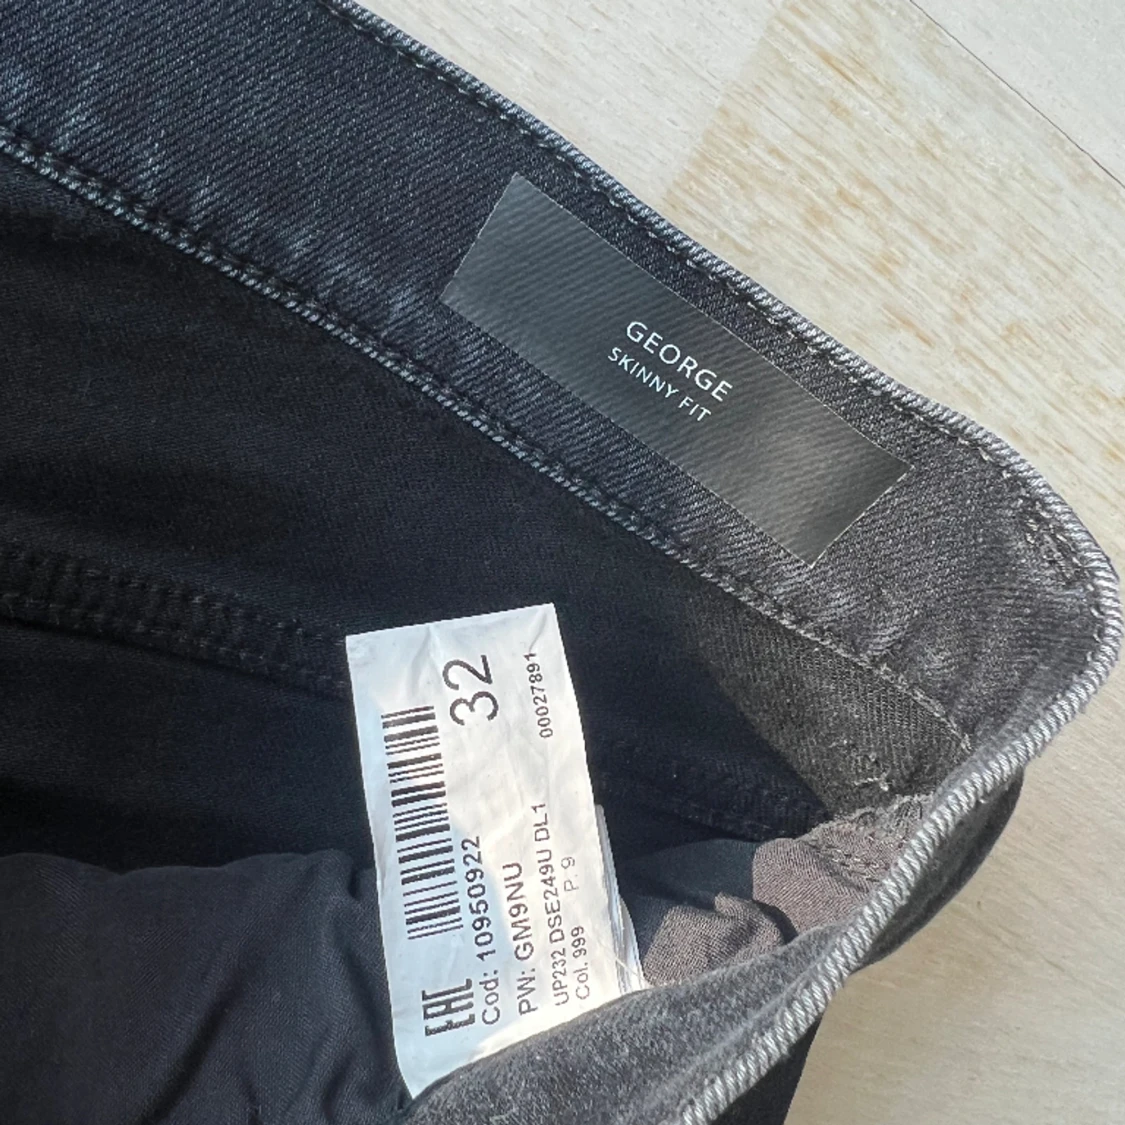 GEORGE
SKINNY FIT
32
00027891
EAC
Cod: 10950922
PW: GM9NU
UP232 DSE249U DL1
Col. 999 P. 9